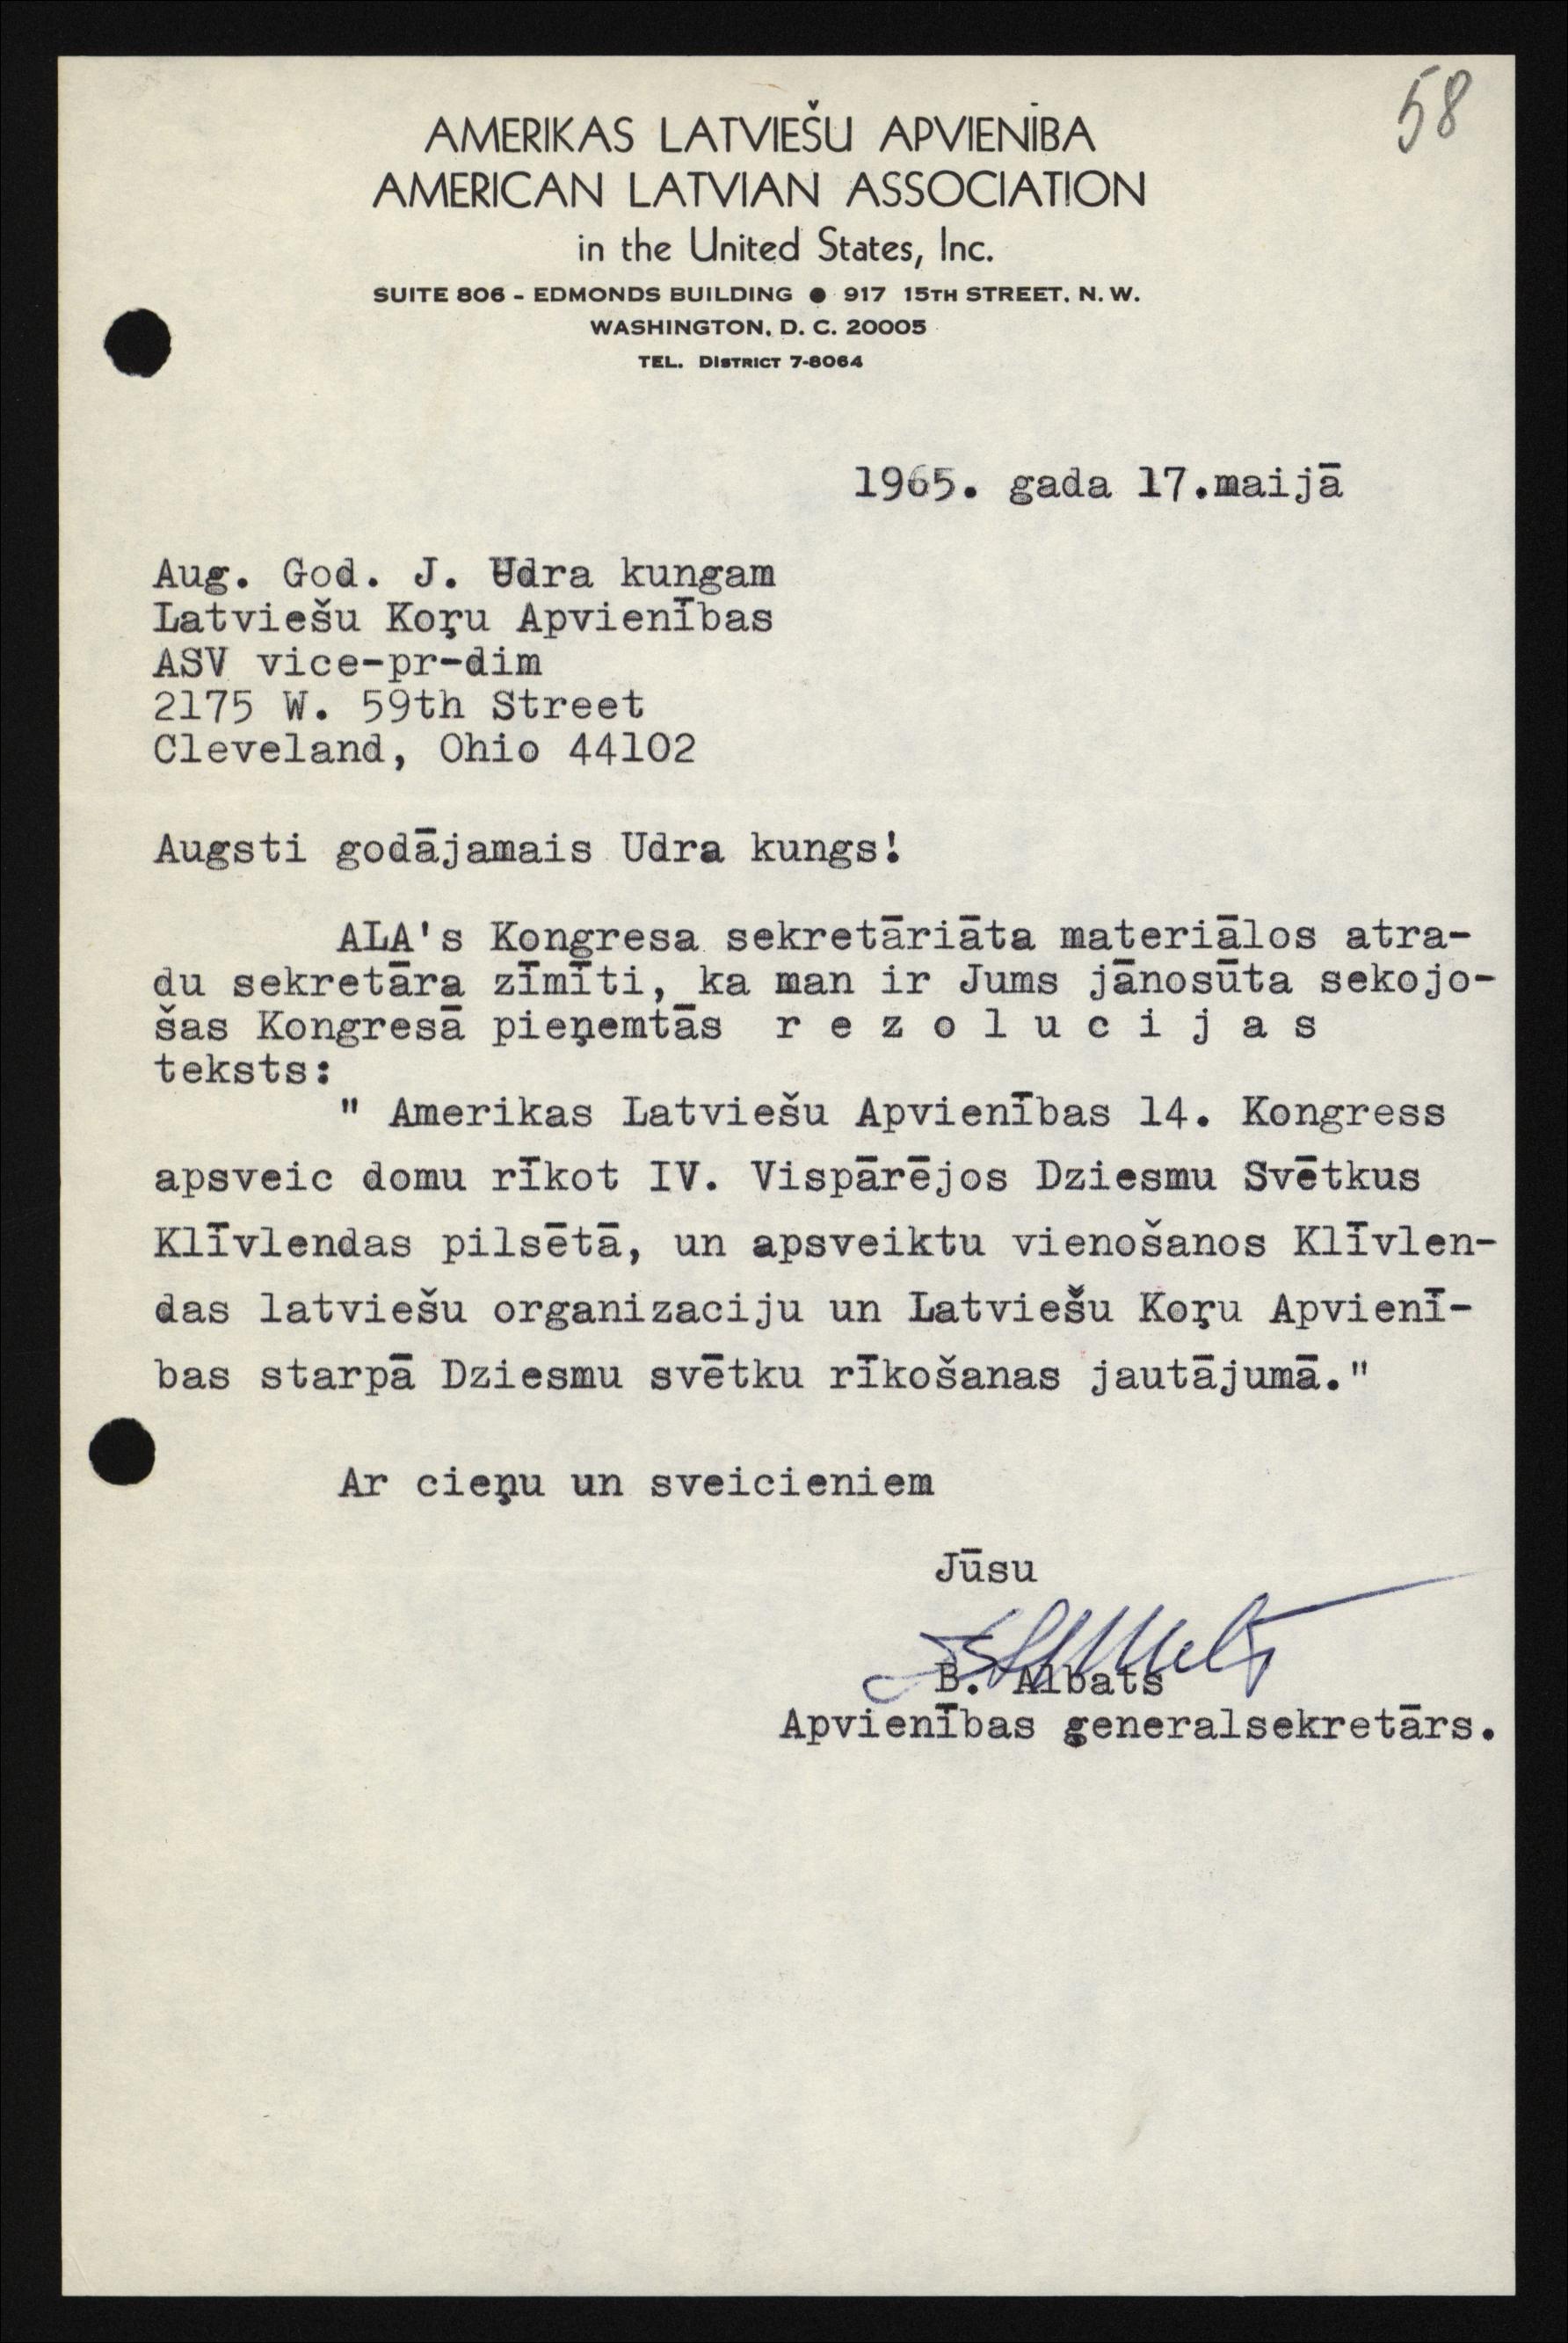 58
AMERIKAS LATVIEŠU APVIENĪBA
AMERICAN LATVIAN ASSOCIATION
in the United States, Inc.
SUITE 806 - EDMONDS BUILDING ● 917 15TH STREET. N. W.
WASHINGTON. D. C. 20005
TEL. DISTRICT 7-8064
1965. gada 17.maijā
Aug. God. J. Udra kungam
Latviešu Koŗu Apvienības
ASV vice-pr-dim
2175 W. 59th Street
Cleveland, Ohio 44102
Augsti godājamais Udra kungs!
ALA's Kongresa sekretāriāta materiālos atra-
du sekretāra zīmīti, ka man ir Jums jānosūta sekojo-
šas Kongresā pieņemtās r e z o l u c i j a s
teksts:
" Amerikas Latviešu Apvienības 14. Kongress
apsveic domu rīkot IV. Vispārējos Dziesmu Svētkus
Klīvlendas pilsētā, un apsveiktu vienošanos Klīvlen-
das latviešu organizaciju un Latviešu Koŗu Apvienī-
bas starpā Dziesmu svētku rīkošanas jautājumā."
Ar cieņu un sveicieniem
Jūsu
B. Albats
Apvienības ģeneralsekretārs.